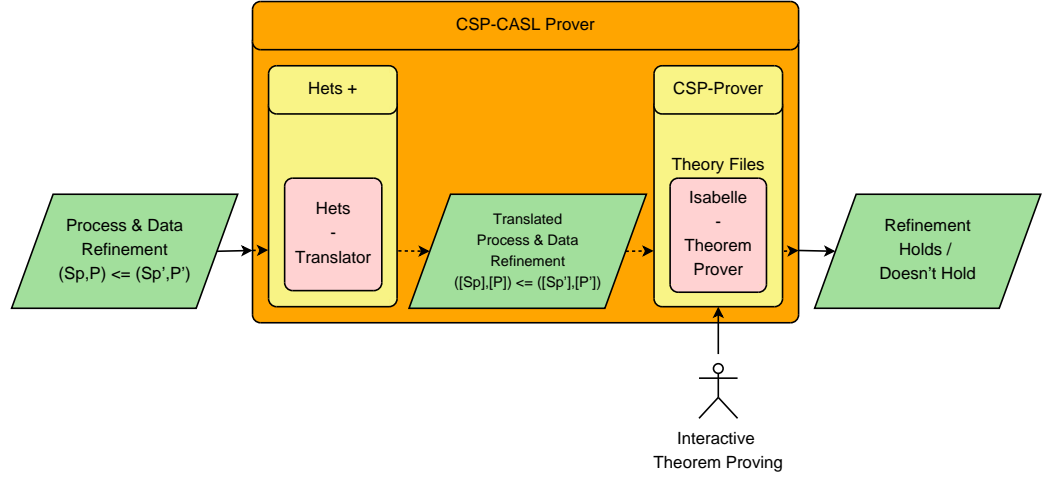 CSP-CASL Prover
Hets +
CSP-Prover
Process & Data
Refinement
(Sp,P) <= (Sp’,P’)
Hets
-
Translator
Translated
Process & Data
Refinement
([Sp],[P]) <= ([Sp’],[P’])
Theory Files
Isabelle
-
Theorem
Prover
Refinement
Holds /
Doesn’t Hold
Interactive
Theorem Proving